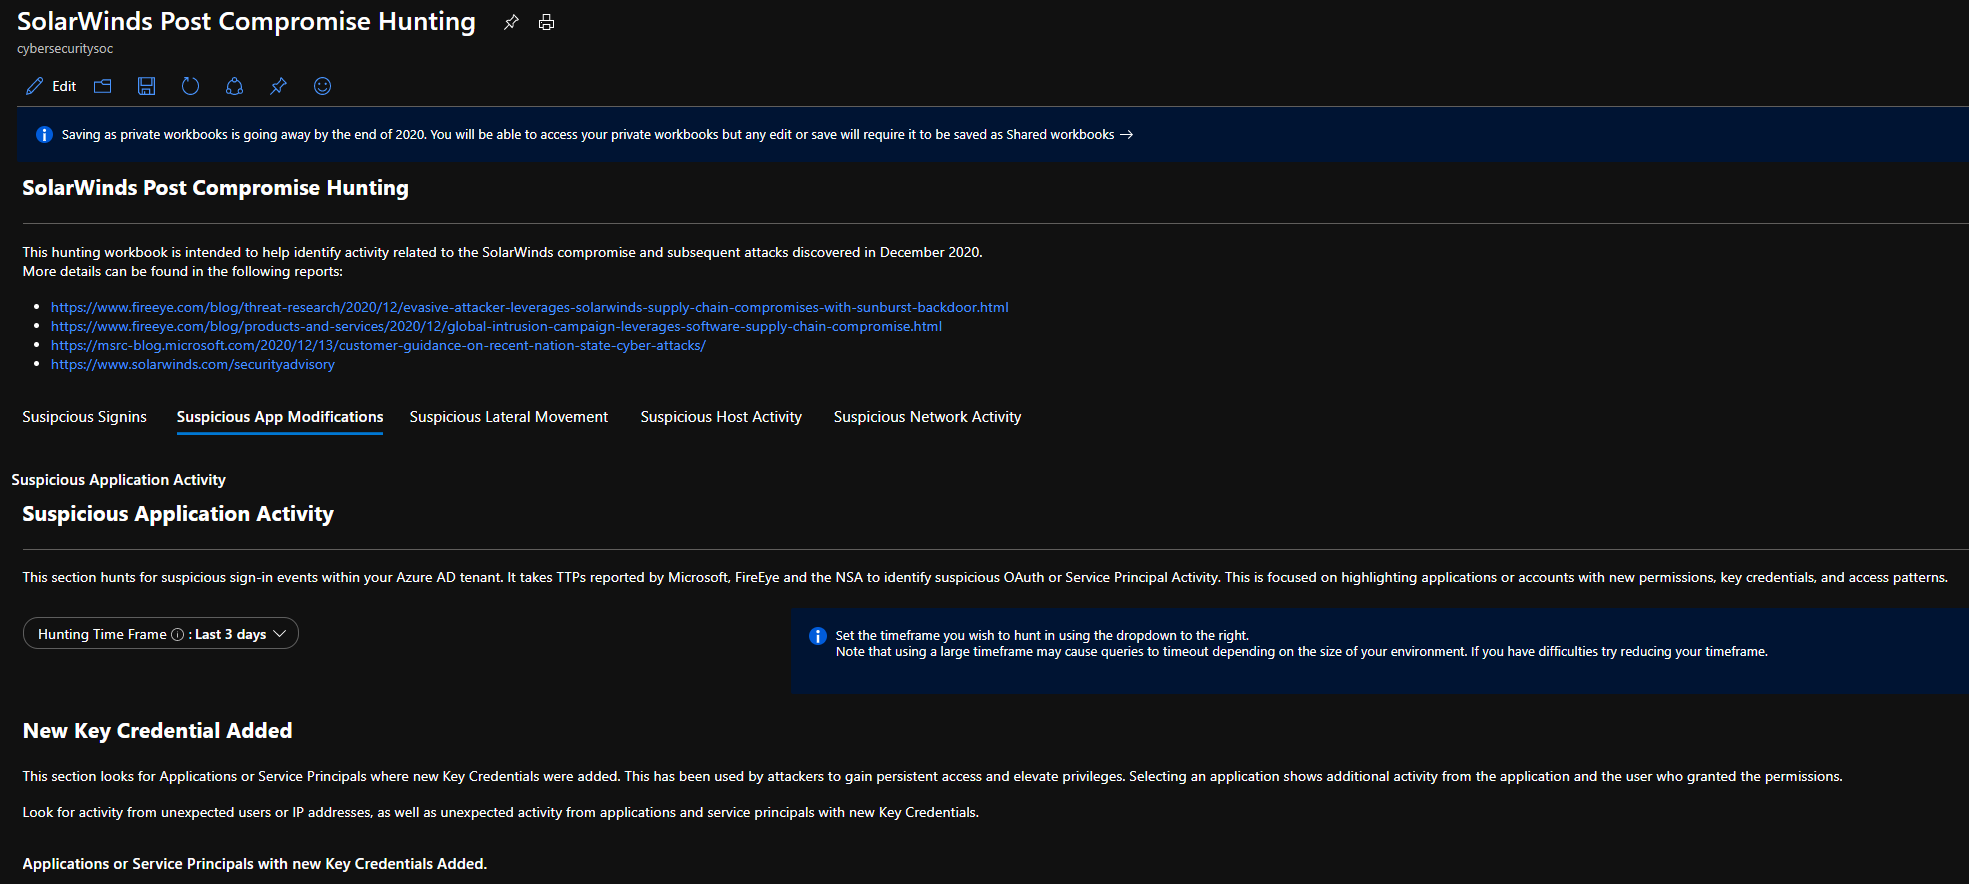 SolarWinds Post Compromise Hunting
cybersecuritysoc
Edit
Saving as private workbooks is going away by the end of 2020. You will be able to access your private workbooks but any edit or save will require it to be saved as Shared workbooks →
SolarWinds Post Compromise Hunting
This hunting workbook is intended to help identify activity related to the SolarWinds compromise and subsequent attacks discovered in December 2020.
More details can be found in the following reports:
• https://www.fireeye.com/blog/threat-research/2020/12/evasive-attacker-leverages-solarwinds-supply-chain-compromises-with-sunburst-backdoor.html
• https://www.fireeye.com/blog/products-and-services/2020/12/global-intrusion-campaign-leverages-software-supply-chain-compromise.html
• https://msrc-blog.microsoft.com/2020/12/13/customer-guidance-on-recent-nation-state-cyber-attacks/
• https://www.solarwinds.com/securityadvisory
Susipcious Signins Suspicious App Modifications Suspicious Lateral Movement Suspicious Host Activity Suspicious Network Activity
Suspicious Application Activity
Suspicious Application Activity
This section hunts for suspicious sign-in events within your Azure AD tenant. It takes TTPs reported by Microsoft, FireEye and the NSA to identify suspicious OAuth or Service Principal Activity. This is focused on highlighting applications or accounts with new permissions, key credentials, and access patterns.
Hunting Time Frame : Last 3 days
Set the timeframe you wish to hunt in using the dropdown to the right.
Note that using a large timeframe may cause queries to timeout depending on the size of your environment. If you have difficulties try reducing your timeframe.
New Key Credential Added
This section looks for Applications or Service Principals where new Key Credentials were added. This has been used by attackers to gain persistent access and elevate privileges. Selecting an application shows additional activity from the application and the user who granted the permissions.
Look for activity from unexpected users or IP addresses, as well as unexpected activity from applications and service principals with new Key Credentials.
Applications or Service Principals with new Key Credentials Added.